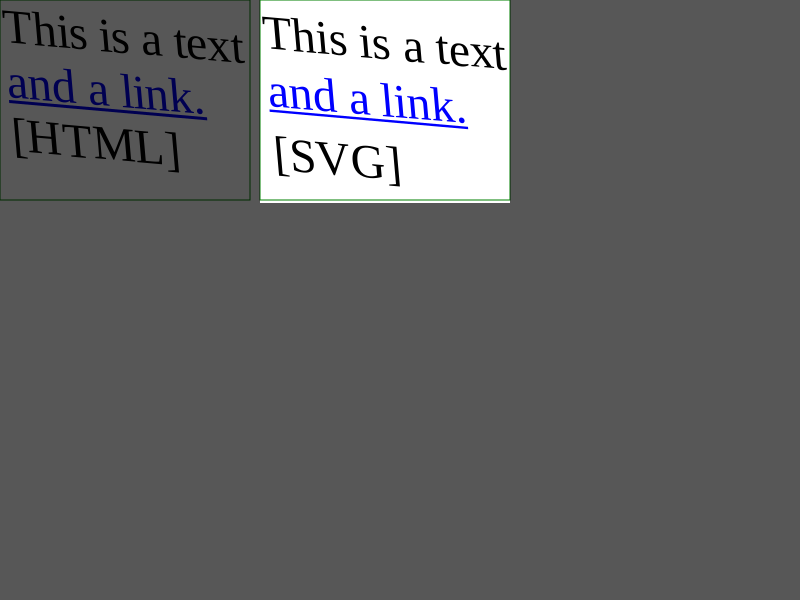 This is a text
and a link.
[HTML]
This is a text
and a link.
[SVG]